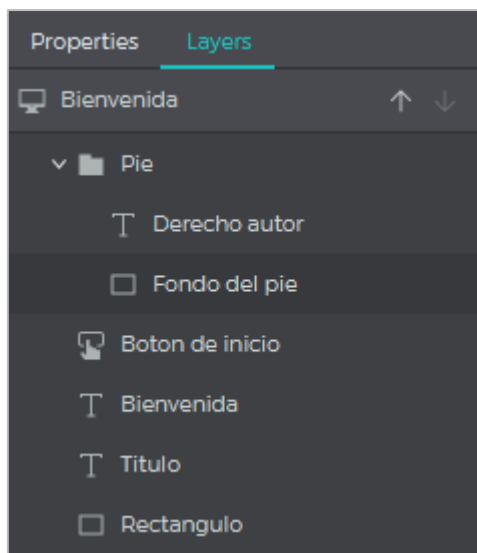 Properties Layers
Bienvenida
Pie
Derecho autor
Fondo del pie
Boton de inicio
Bienvenida
Titulo
Rectangulo